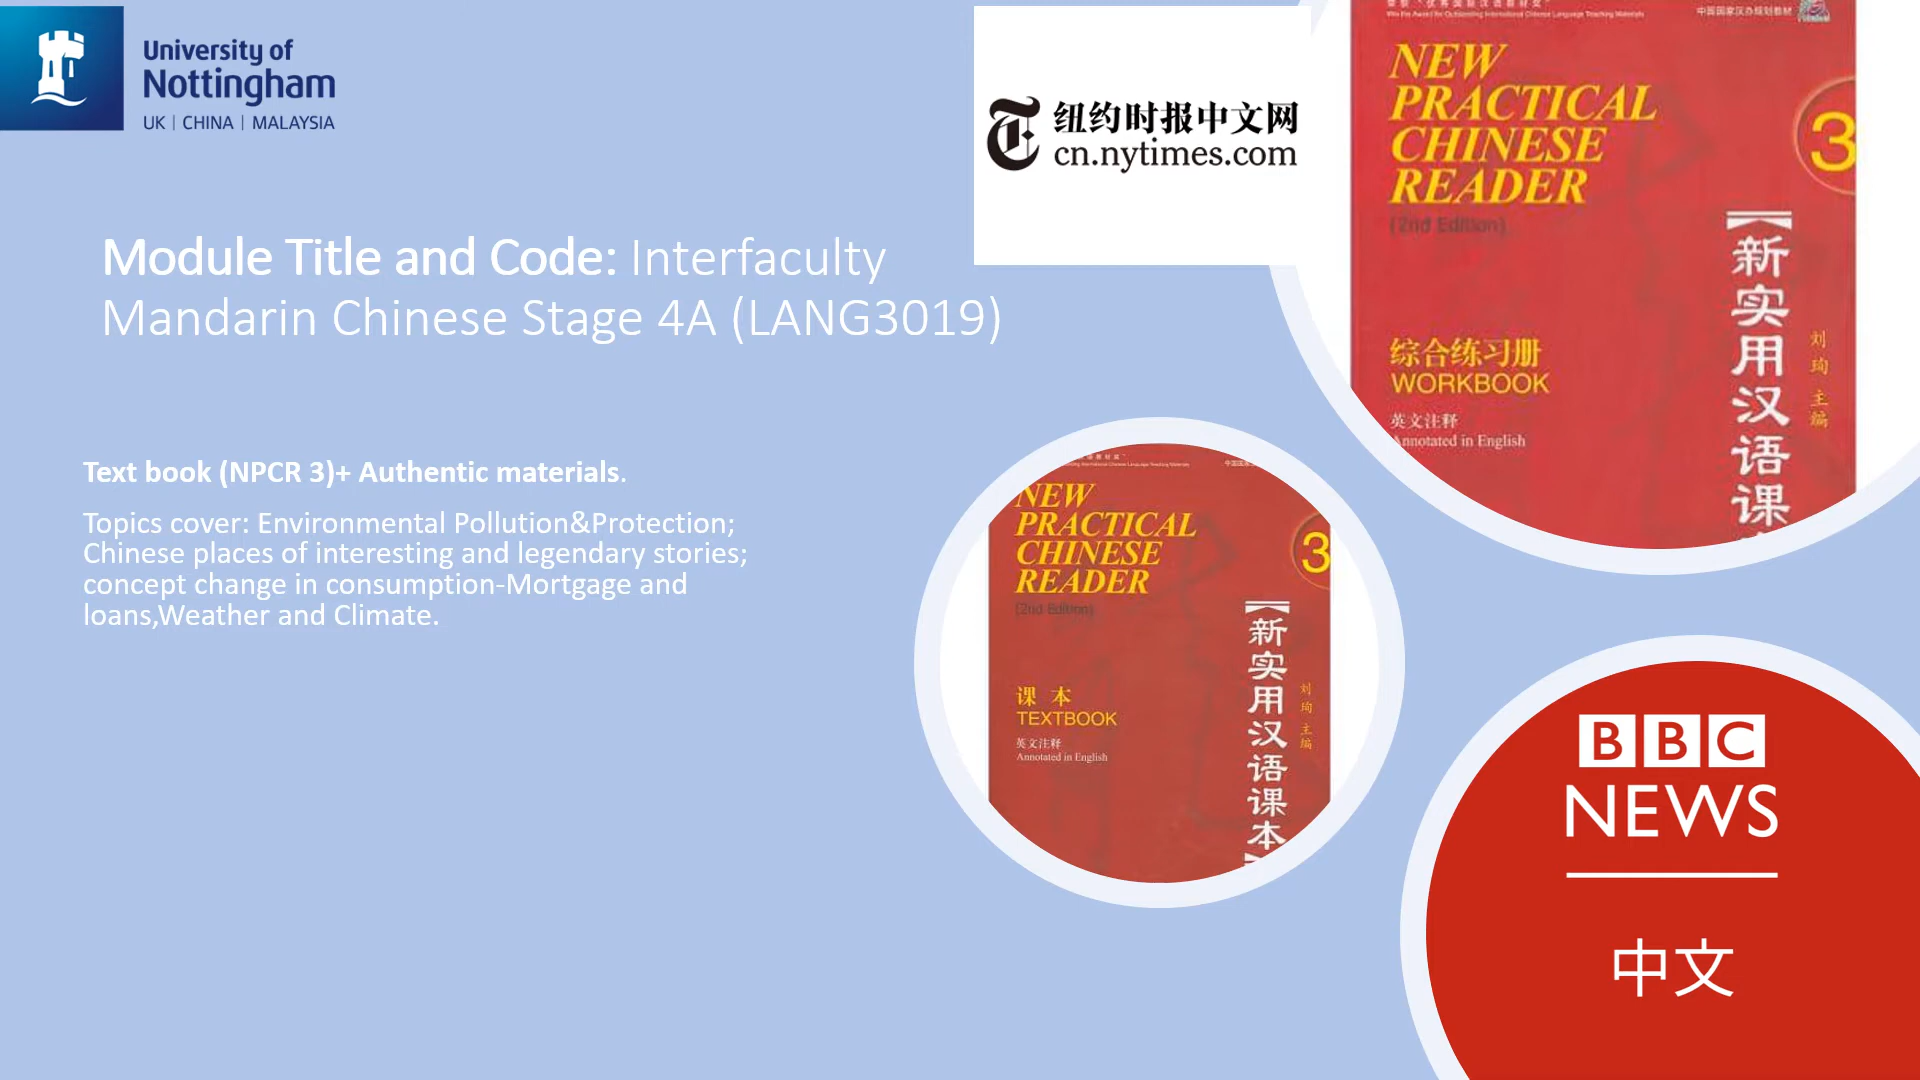 University of
Nottingham
UK | CHINA | MALAYSIA
纽约时报中文网
cn.nytimes.com
Module Title and Code: Interfaculty
Mandarin Chinese Stage 4A (LANG3019)
Text book (NPCR 3)+ Authentic materials.
Topics cover: Environmental Pollution&Protection;
Chinese places of interesting and legendary stories;
concept change in consumption-Mortgage and
loans,Weather and Climate.
NEW
PRACTICAL
CHINESE
READER
(2nd Edition)
3
新实用汉语课
刘珣主编
综合练习册
WORKBOOK
英文注释
Annotated in English
NEW
PRACTICAL
CHINESE
READER
(2nd Edition)
3
新实用汉语课本
刘珣主编
课本
TEXTBOOK
英文注释
Annotated in English
BBC
NEWS
中文